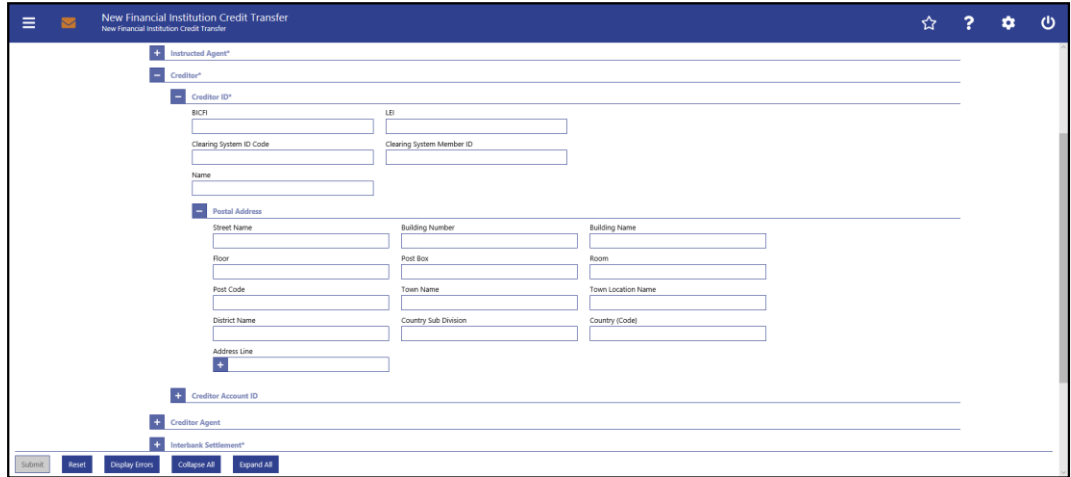 New Financial Institution Credit Transfer
New Financial Institution Credit Transfer
Instructed Agent*
Creditor*
Creditor ID*
BICFI LEI
Clearing System ID Code Clearing System Member ID
Name
Postal Address
Street Name Building Number Building Name
Floor Post Box Room
Post Code Town Name Town Location Name
District Name Country Sub Division Country (Code)
Address Line
Creditor Account ID
Creditor Agent
Interbank Settlement*
Submit Reset Display Errors Collapse All Expand All